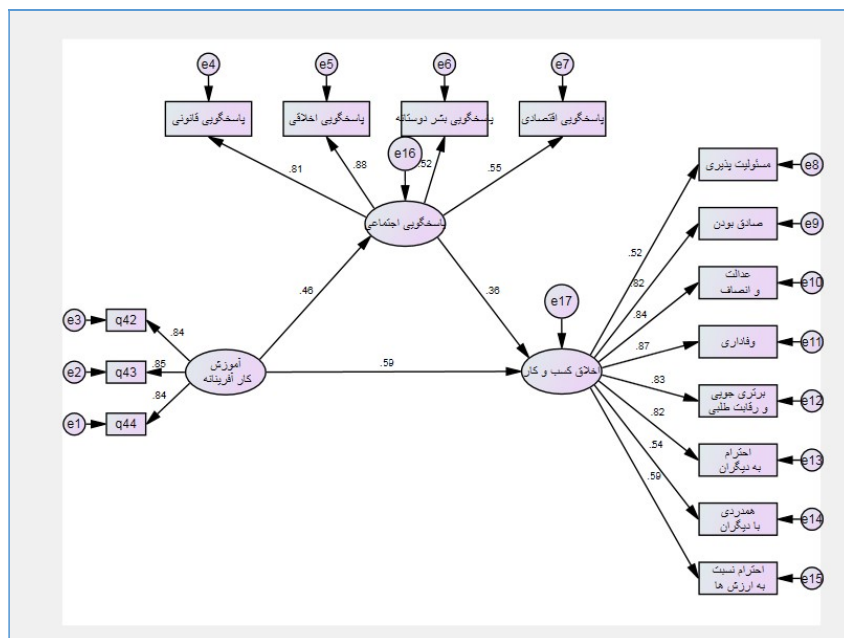 e4
e5
e6
e7
پاسخگویی قانونی
پاسخگویی اخلاقی
پاسخگویی بشر دوستانه
پاسخگویی اقتصادی
e16
.81
.88
.52
.55
پاسخگویی اجتماعی
مسئولیت پذیری
e8
صادق بودن
e9
عدالت
و انصاف
e10
وفاداری
e11
برتری جویی
و رقابت طلبی
e12
احترام
به دیگران
e13
همدردی
با دیگران
e14
احترام نسبت
به ارزش ها
e15
.52
.82
.84
.87
.83
.82
.54
.59
.46
.36
e17
اخلاق کسب و کار
.59
آموزش
کار آفرینانه
e3
q42
.84
e2
q43
.85
e1
q44
.84